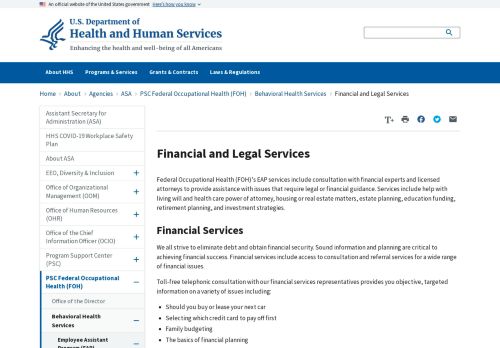 An official website of the United States government Here's how you know
U.S. Department of
Health and Human Services
Enhancing the health and well-being of all Americans
About HHS Programs & Services Grants & Contracts Laws & Regulations
Home › About › Agencies › ASA › PSC Federal Occupational Health (FOH) › Behavioral Health Services › Financial and Legal Services
Assistant Secretary for
Administration (ASA)
HHS COVID-19 Workplace Safety
Plan
About ASA
EEO, Diversity & Inclusion +
Office of Organizational
Management (OOM) +
Office of Human Resources
(OHR) +
Office of the Chief
Information Officer (OCIO) +
Program Support Center
(PSC) +
PSC Federal Occupational
Health (FOH) –
Office of the Director
Behavioral Health
Services –
Employee Assistant
Program (EAP) –
T+
Financial and Legal Services
Federal Occupational Health (FOH)'s EAP services include consultation with financial experts and licensed
attorneys to provide assistance with issues that require legal or financial guidance. Services include help with
living will and health care power of attorney, housing or real estate matters, estate planning, education funding,
retirement planning, and investment strategies.
Financial Services
We all strive to eliminate debt and obtain financial security. Sound information and planning are critical to
achieving financial success. Financial services include access to consultation and referral services for a wide range
of financial issues.
Toll-free telephonic consultation with our financial services representatives provides you objective, targeted
information on a variety of issues including:
• Should you buy or lease your next car
• Selecting which credit card to pay off first
• Family budgeting
• The basics of financial planning